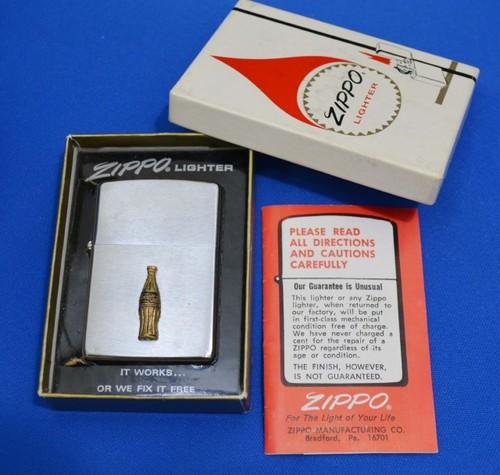 ZIPPO
LIGHTER
ZIPPO® LIGHTER
IT WORKS...
OR WE FIX IT FREE
PLEASE READ
ALL DIRECTIONS
AND CAUTIONS
CAREFULLY
Our Guarantee is Unusual
This lighter or any Zippo
lighter, when returned to
our factory, will be put
in first-class mechanical
condition free of charge.
We have never charged a
cent for the repair of a
ZIPPO regardless of its
age or condition.
THE FINISH, HOWEVER,
IS NOT GUARANTEED.
ZIPPO®
For The Light of Your Life
ZIPPO MANUFACTURING CO.
Bradford, Pa. 16701